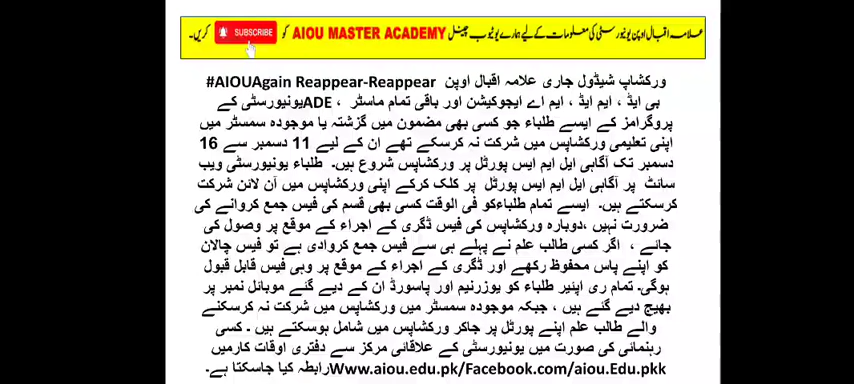 علامہ اقبال اوپن یونیورسٹی کی معلومات کے لیے ہمارے یوٹیوب چینل AIOU MASTER ACADEMY کو SUBSCRIBE کریں۔
#AIOUAgain Reappear-Reappear ورکشاپ شیڈول جاری علامہ اقبال اوپن
یونیورسٹی کے ADE ، بی ایڈ ، ایم ایڈ ، ایم اے ایجوکیشن اور باقی تمام ماسٹر
پروگرامز کے ایسے طلباء جو کسی بھی مضمون میں گزشتہ یا موجودہ سمسٹر میں
اپنی تعلیمی ورکشاپس میں شرکت نہ کرسکے تھے ان کے لیے 11 دسمبر سے 16
دسمبر تک آگاہی ایل ایم ایس پورٹل پر ورکشاپس شروع ہیں۔ طلباء یونیورسٹی ویب
سائٹ پر آگاہی ایل ایم ایس پورٹل پر کلک کرکے اپنی ورکشاپس میں آن لائن شرکت
کرسکتے ہیں۔ ایسے تمام طلباءکو فی الوقت کسی بھی قسم کی فیس جمع کروانے کی
ضرورت نہیں ،دوبارہ ورکشاپس کی فیس ڈگری کے اجراء کے موقع پر وصول کی
جائے ، اگر کسی طالب علم نے پہلے ہی سے فیس جمع کروادی ہے تو فیس چالان
کو اپنے پاس محفوظ رکھے اور ڈگری کے اجراء کے موقع پر وہی فیس قابل قبول
ہوگی۔ تمام ری اپئیر طلباء کو یوزرنیم اور پاسورڈ ان کے دیے گئے موبائل نمبر پر
بھیج دیے گئے ہیں ، جبکہ موجودہ سمسٹر میں ورکشاپس میں شرکت نہ کرسکنے
والے طالب علم اپنے پورٹل پر جاکر ورکشاپس میں شامل ہوسکتے ہیں ۔ کسی
رہنمائی کی صورت میں یونیورسٹی کے علاقائی مرکز سے دفتری اوقات کارمیں
Www.aiou.edu.pk/Facebook.com/aiou.Edu.pkk رابطہ کیا جاسکتا ہے۔